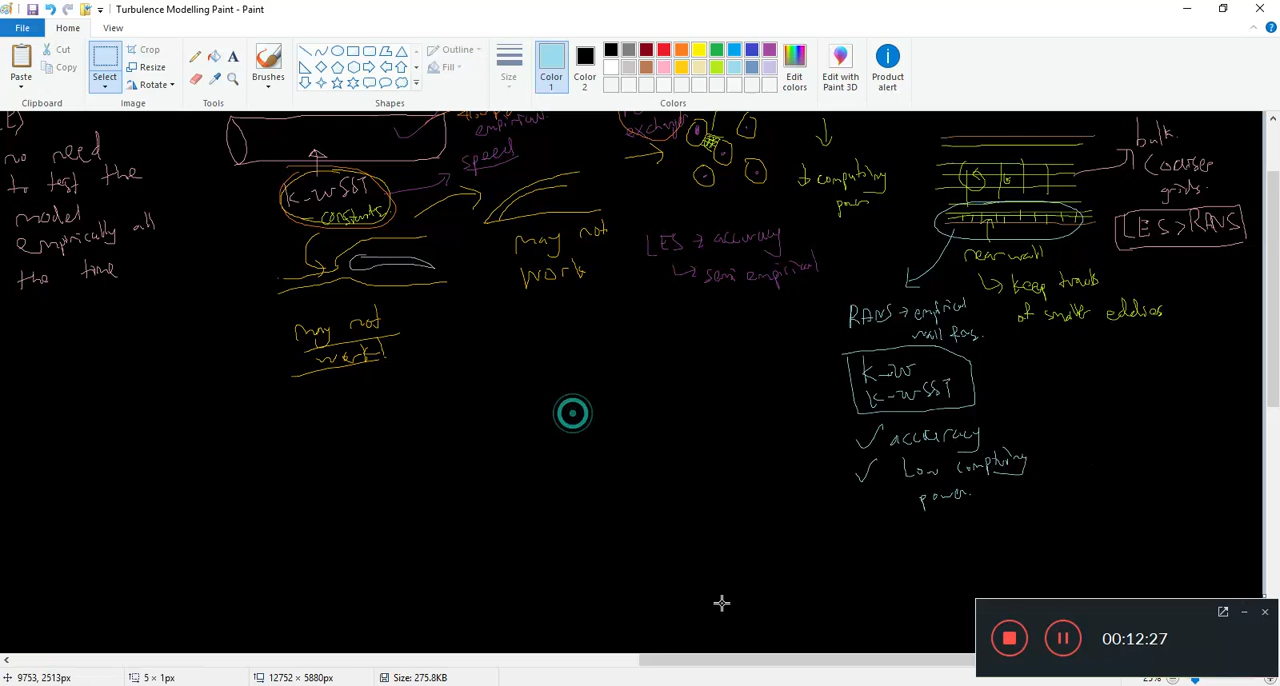 Turbulence Modelling Paint - Paint
File
Home
View
Paste
Cut
Copy
Clipboard
Select
Crop
Resize
Rotate
Image
A
Tools
Brushes
Outline
Fill
Shapes
Size
Color
1
Color
2
Edit
colors
Colors
Edit with
Paint 3D
Product
alert
no need
to test the
model
empirically all
the time
empirical
speed
K-W SST
constants
may not
work!
may not
work
LES → accuracy
↳ semi empirical
↓ computing
power
bulk.
Coarser
grids.
LES > RANS
near wall
↳ keep track
of smaller eddies
RANS → empirical
wall fns.
K-W
K-W SST
✓ accuracy
✓ Low computing
power.
00:12:27
9753, 2513px
5 × 1px
12752 × 5880px
Size: 275.8KB
25%